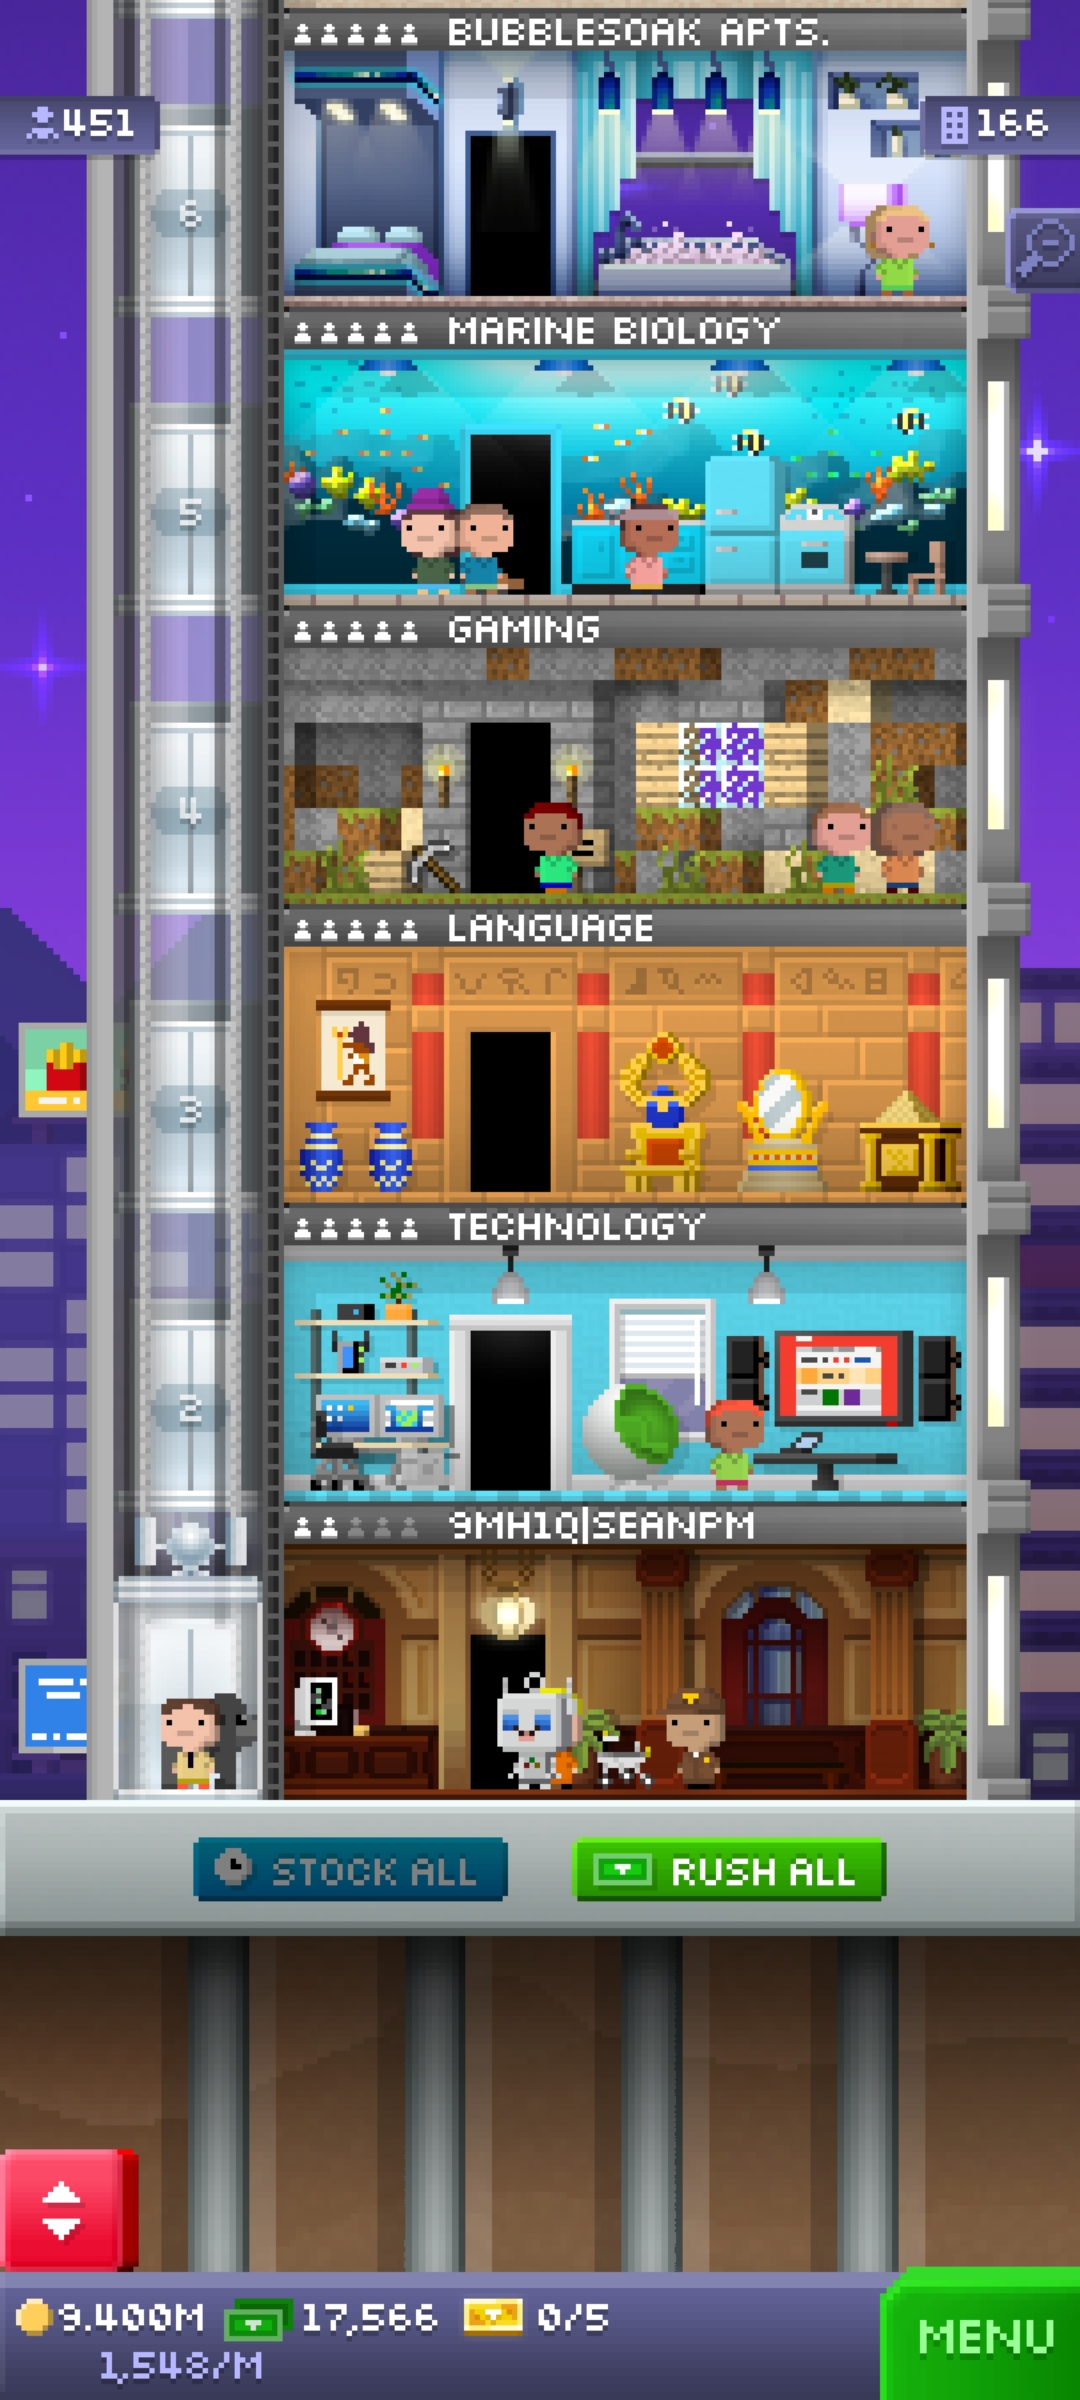 BUBBLESOAK APTS.
451
166
6
MARINE BIOLOGY
5
GAMING
4
LANGUAGE
3
TECHNOLOGY
2
9MH1Q|SEANPM
STOCK ALL
RUSH ALL
9.400M
17,566
0/5
1,548/M
MENU